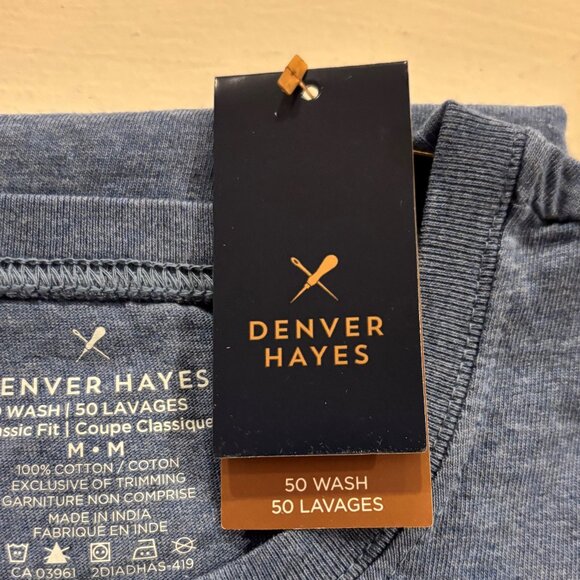 DENVER
HAYES
50 WASH
50 LAVAGES
DENVER HAYES
WASH | 50 LAVAGES
Fit | Coupe Classique
M • M
100% COTTON / COTON
EXCLUSIVE OF TRIMMING
GARNITURE NON COMPRISE
MADE IN INDIA
FABRIQUÉ EN INDE
CA 03961 2DIADHAS-419